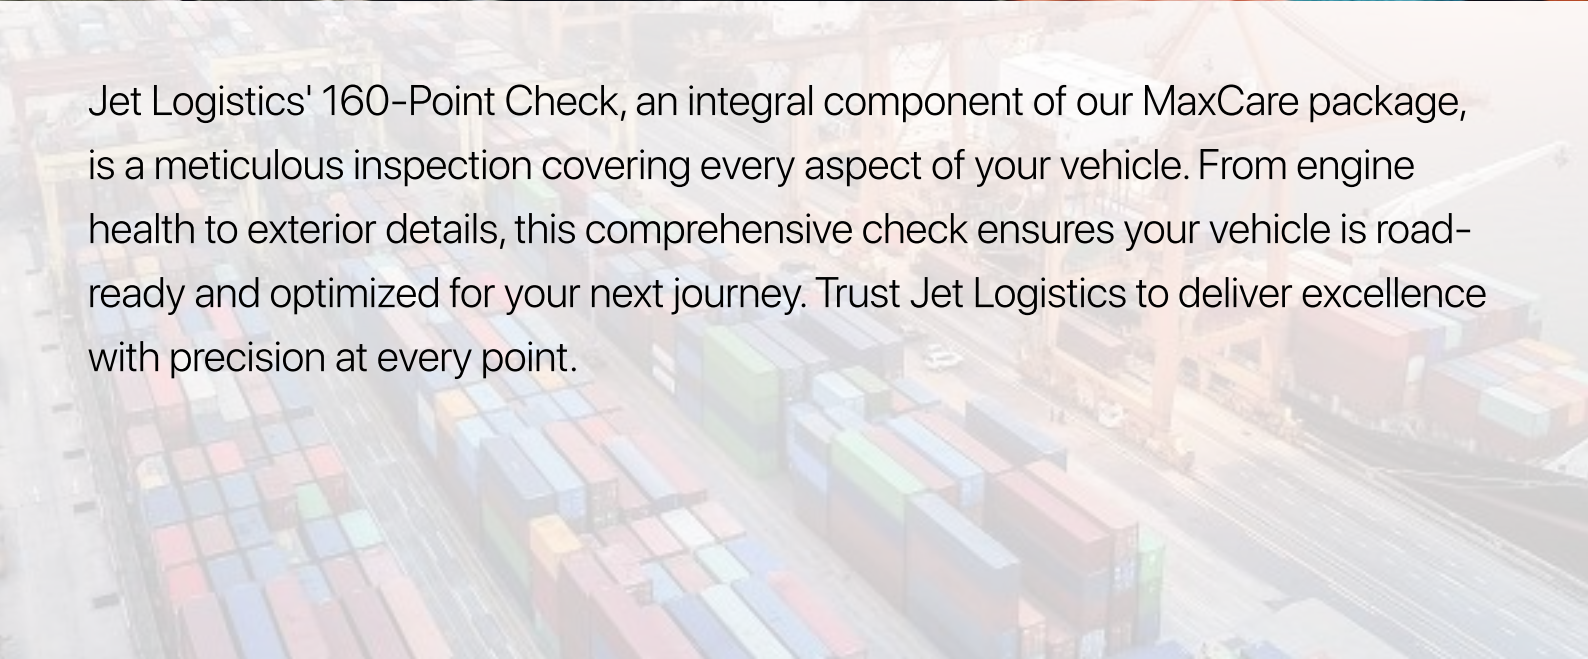 Jet Logistics' 160-Point Check, an integral component of our MaxCare package,
is a meticulous inspection covering every aspect of your vehicle. From engine
health to exterior details, this comprehensive check ensures your vehicle is road-
ready and optimized for your next journey. Trust Jet Logistics to deliver excellence
with precision at every point.